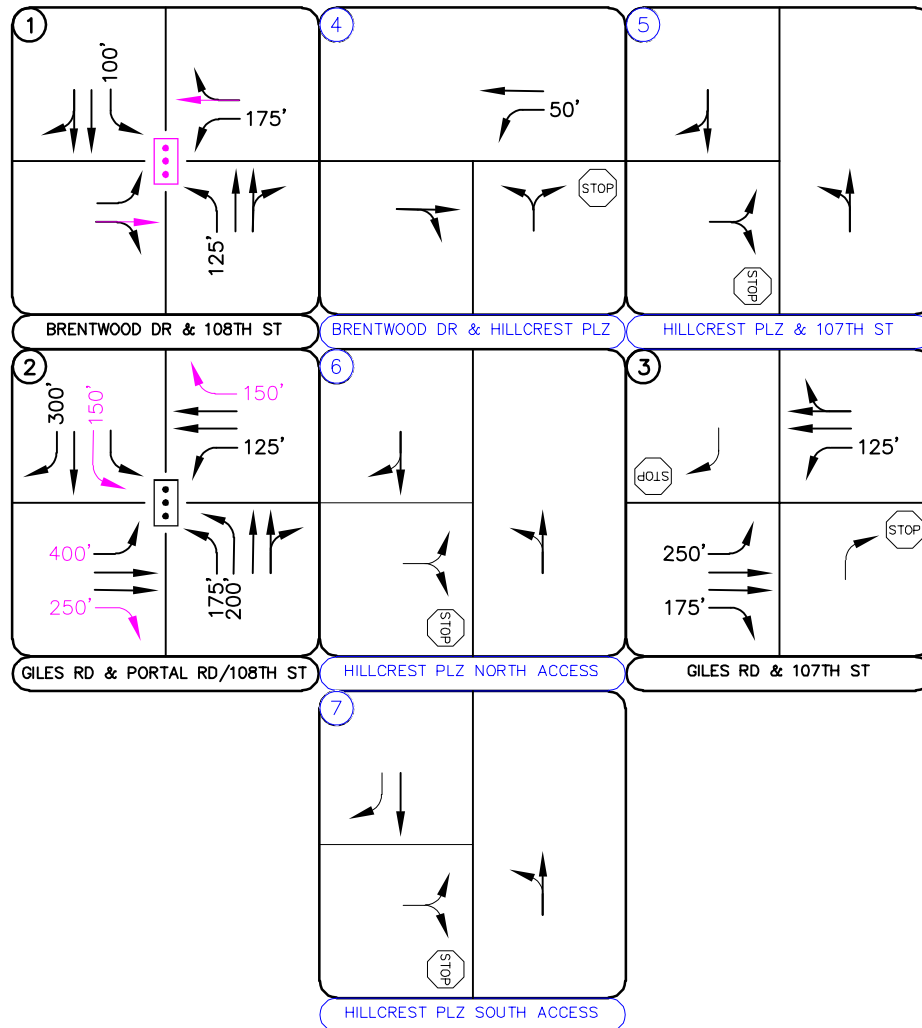 1
100'
175'
125'
BRENTWOOD DR & 108TH ST
4
50'
STOP
BRENTWOOD DR & HILLCREST PLZ
5
STOP
HILLCREST PLZ & 107TH ST
2
300'
150'
150'
125'
400'
250'
175'
200'
GILES RD & PORTAL RD/108TH ST
6
STOP
HILLCREST PLZ NORTH ACCESS
3
STOP
125'
250'
175'
STOP
GILES RD & 107TH ST
7
STOP
HILLCREST PLZ SOUTH ACCESS